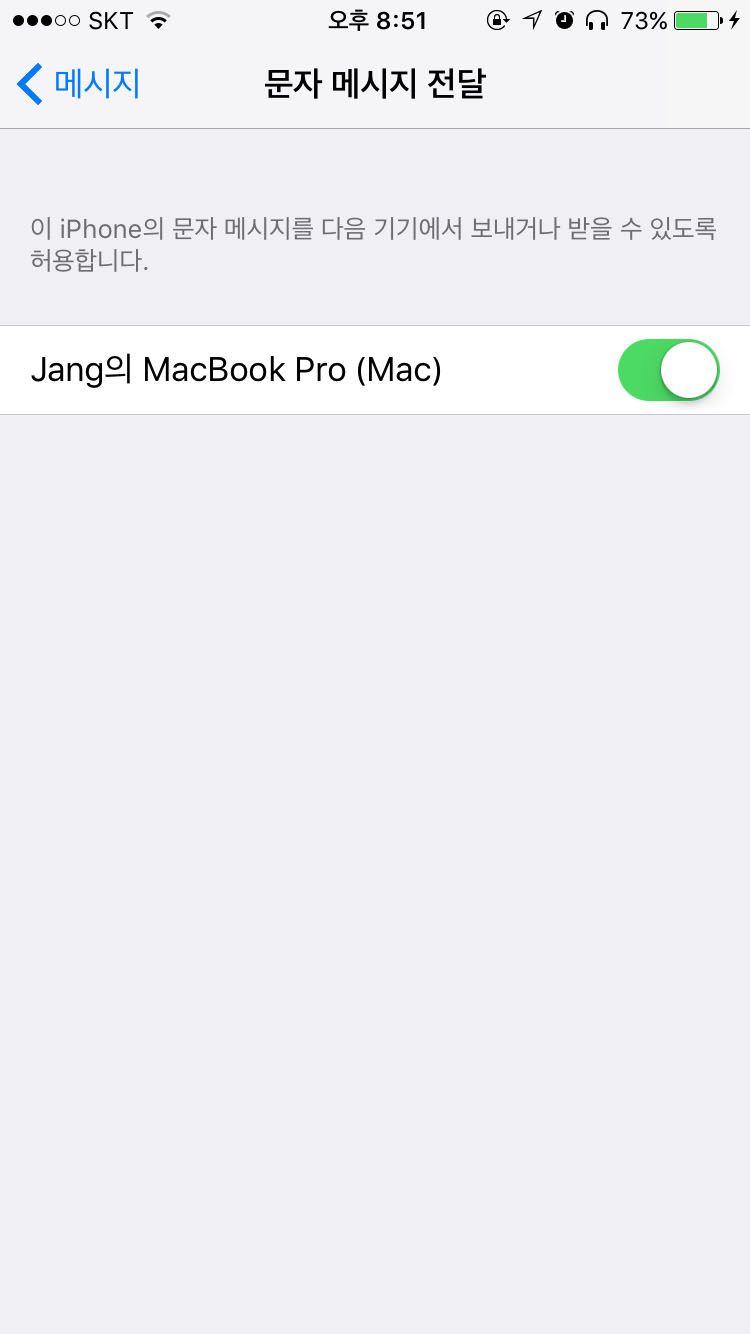 SKT 오후 8:51 73%
메시지 문자 메시지 전달
이 iPhone의 문자 메시지를 다음 기기에서 보내거나 받을 수 있도록
허용합니다.
Jang의 MacBook Pro (Mac)